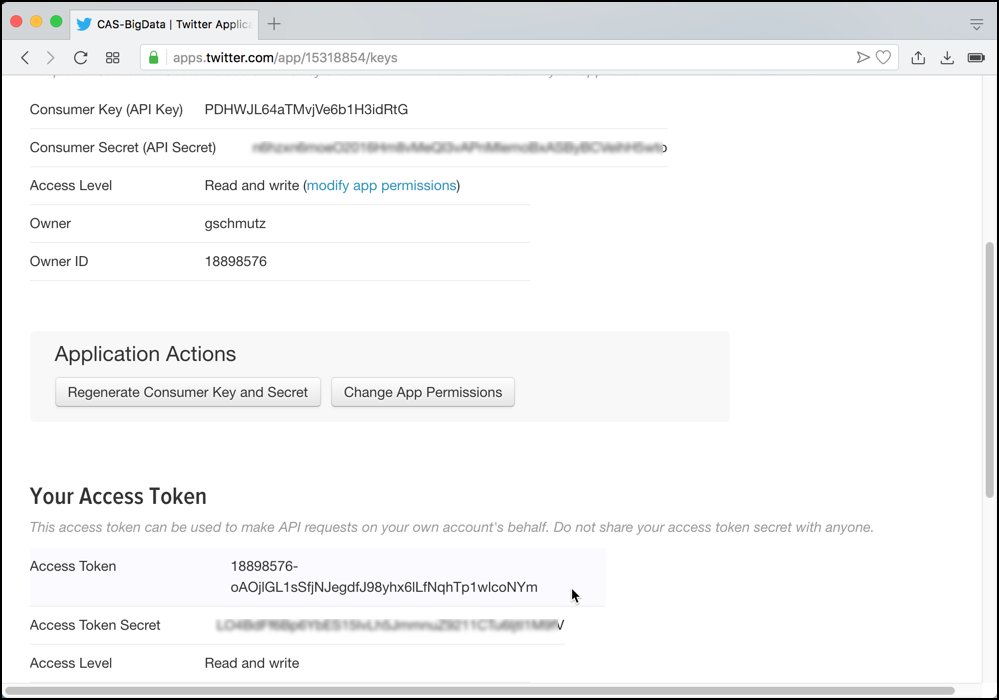 CAS-BigData | Twitter Applic
apps.twitter.com/app/15318854/keys
Consumer Key (API Key) PDHWJL64aTMvjVe6b1H3idRtG
Consumer Secret (API Secret)
Access Level Read and write (modify app permissions)
Owner gschmutz
Owner ID 18898576
Application Actions
Regenerate Consumer Key and Secret Change App Permissions
Your Access Token
This access token can be used to make API requests on your own account's behalf. Do not share your access token secret with anyone.
Access Token 18898576-
oAOjlGL1sSfjNJegdfJ98yhx6lLfNqhTp1wlcoNYm
Access Token Secret
Access Level Read and write